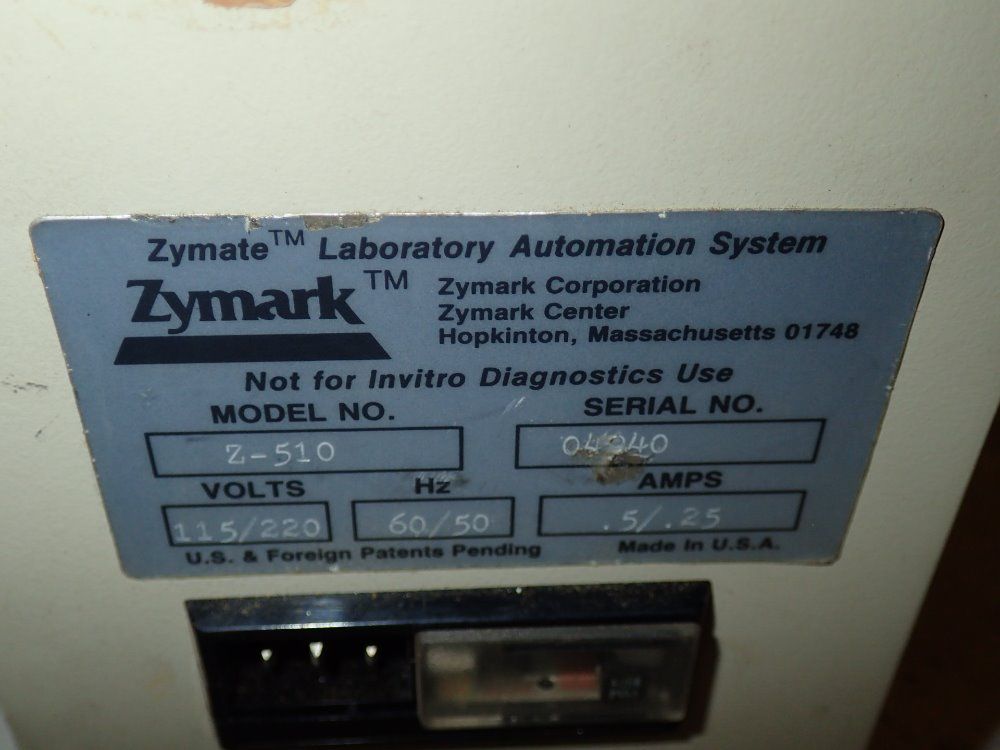 Zymate™ Laboratory Automation System
Zymark™
Zymark Corporation
Zymark Center
Hopkinton, Massachusetts 01748
Not for Invitro Diagnostics Use
MODEL NO.
SERIAL NO.
Z-510
VOLTS
Hz
AMPS
115/220
60/50
.5/.25
U.S. & Foreign Patents Pending
Made In U.S.A.